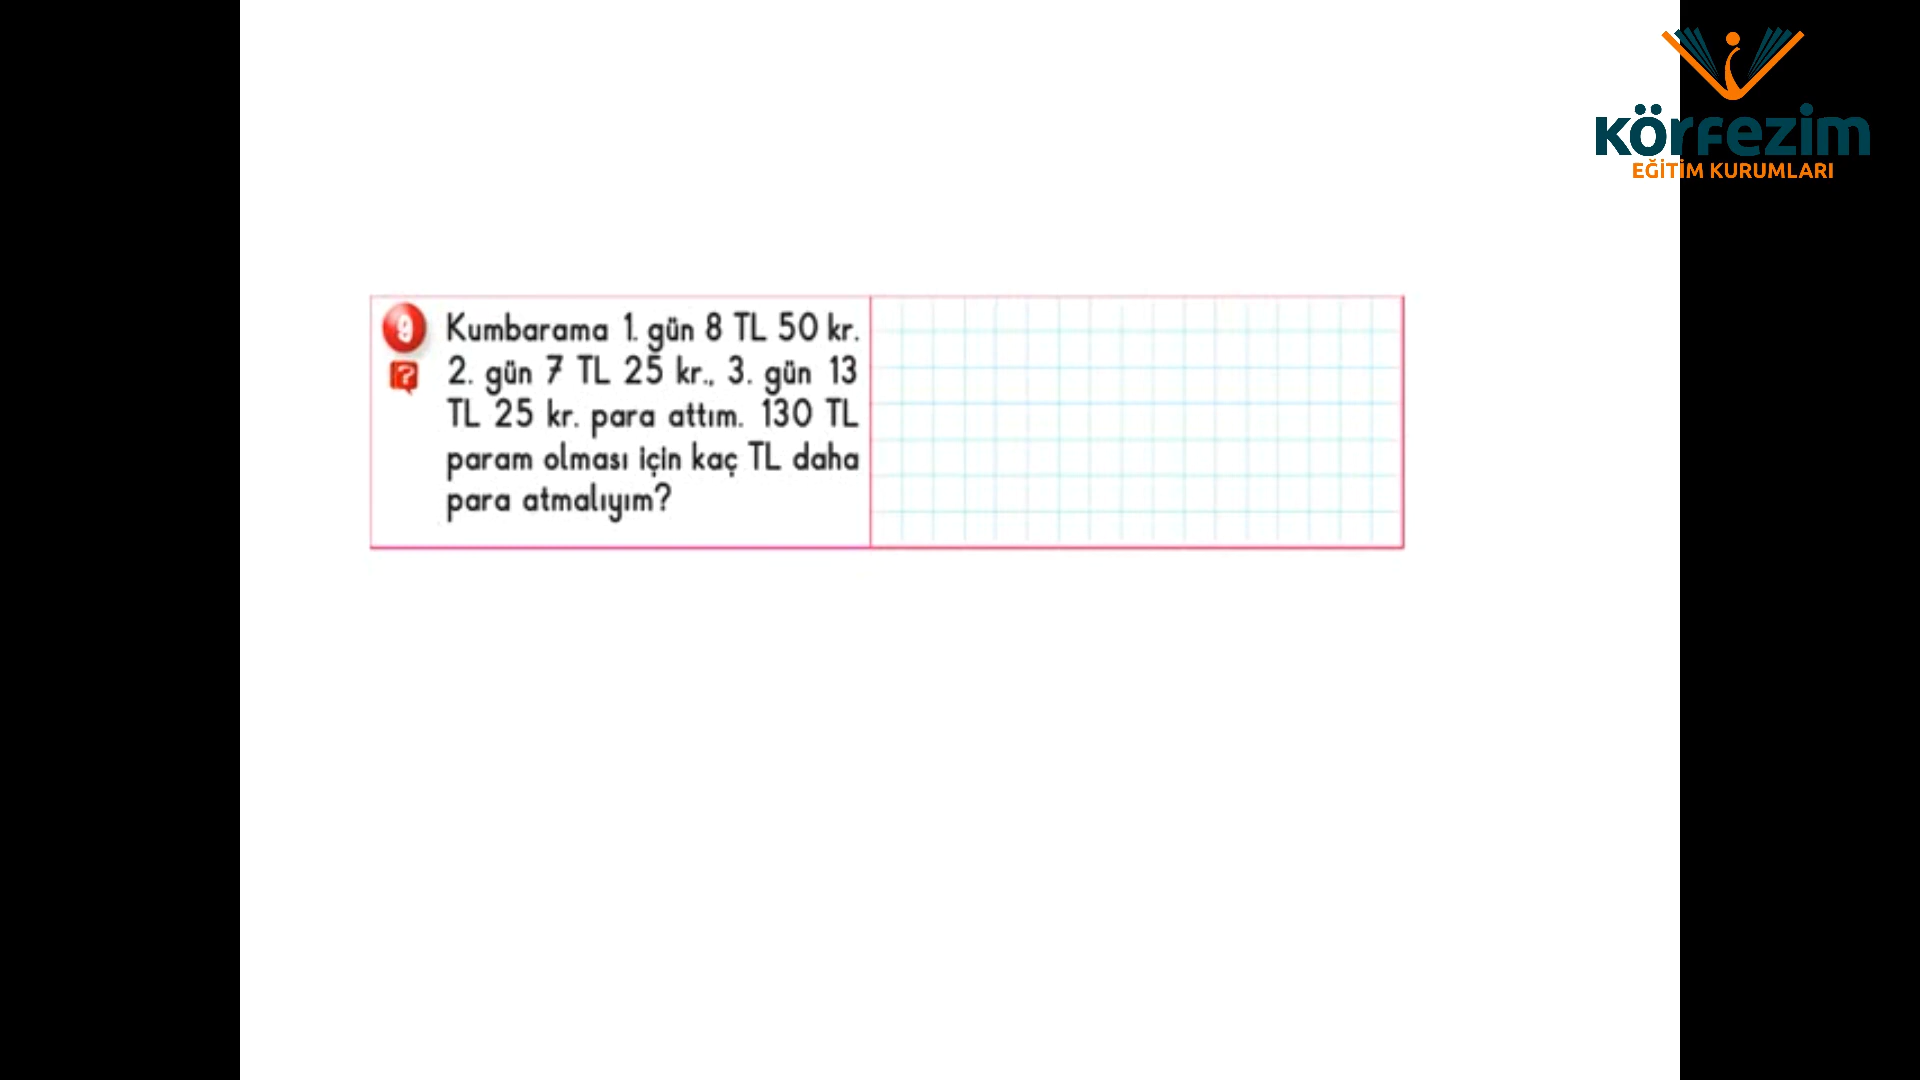 körfezim
EĞİTİM KURUMLARI
9 Kumbarama 1. gün 8 TL 50 kr.
2. gün 7 TL 25 kr., 3. gün 13
TL 25 kr. para attım. 130 TL
param olması için kaç TL daha
para atmalıyım?